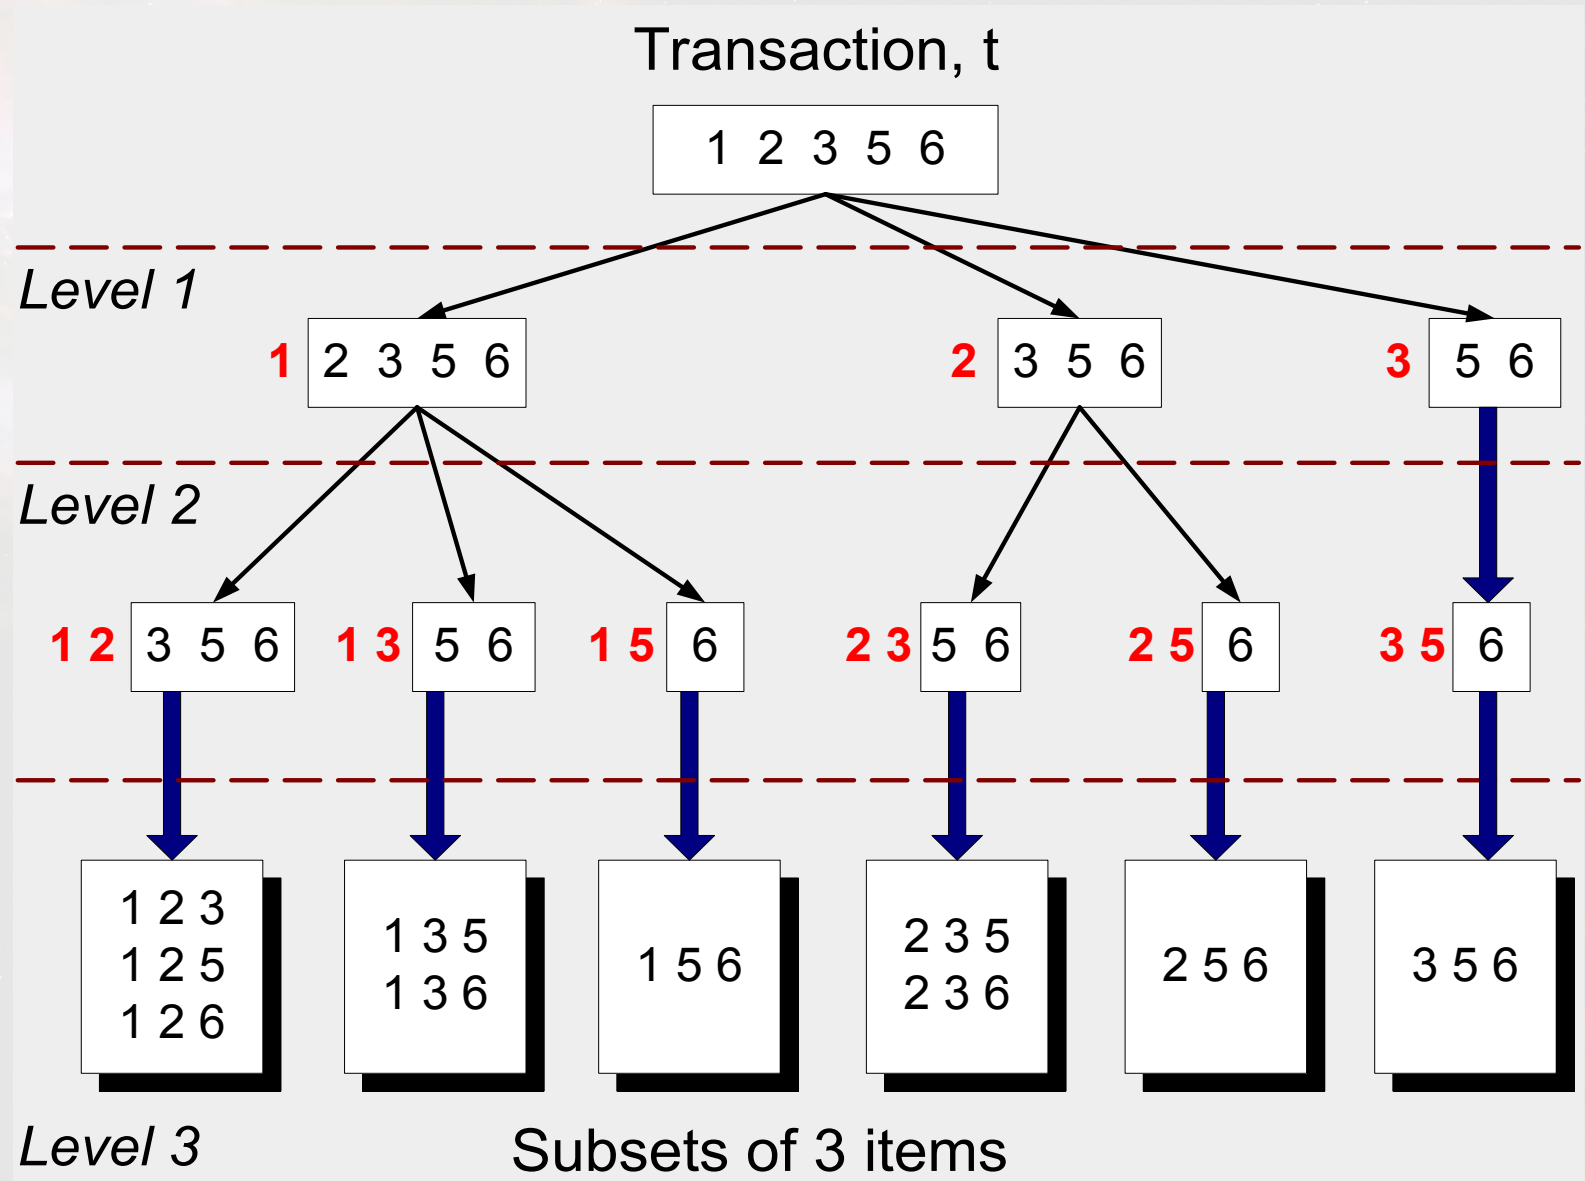 Transaction, t
1 2 3 5 6
Level 1
1 2 3 5 6
2 3 5 6
3 5 6
Level 2
1 2 3 5 6
1 3 5 6
1 5 6
2 3 5 6
2 5 6
3 5 6
1 2 3
1 2 5
1 2 6
1 3 5
1 3 6
1 5 6
2 3 5
2 3 6
2 5 6
3 5 6
Level 3
Subsets of 3 items